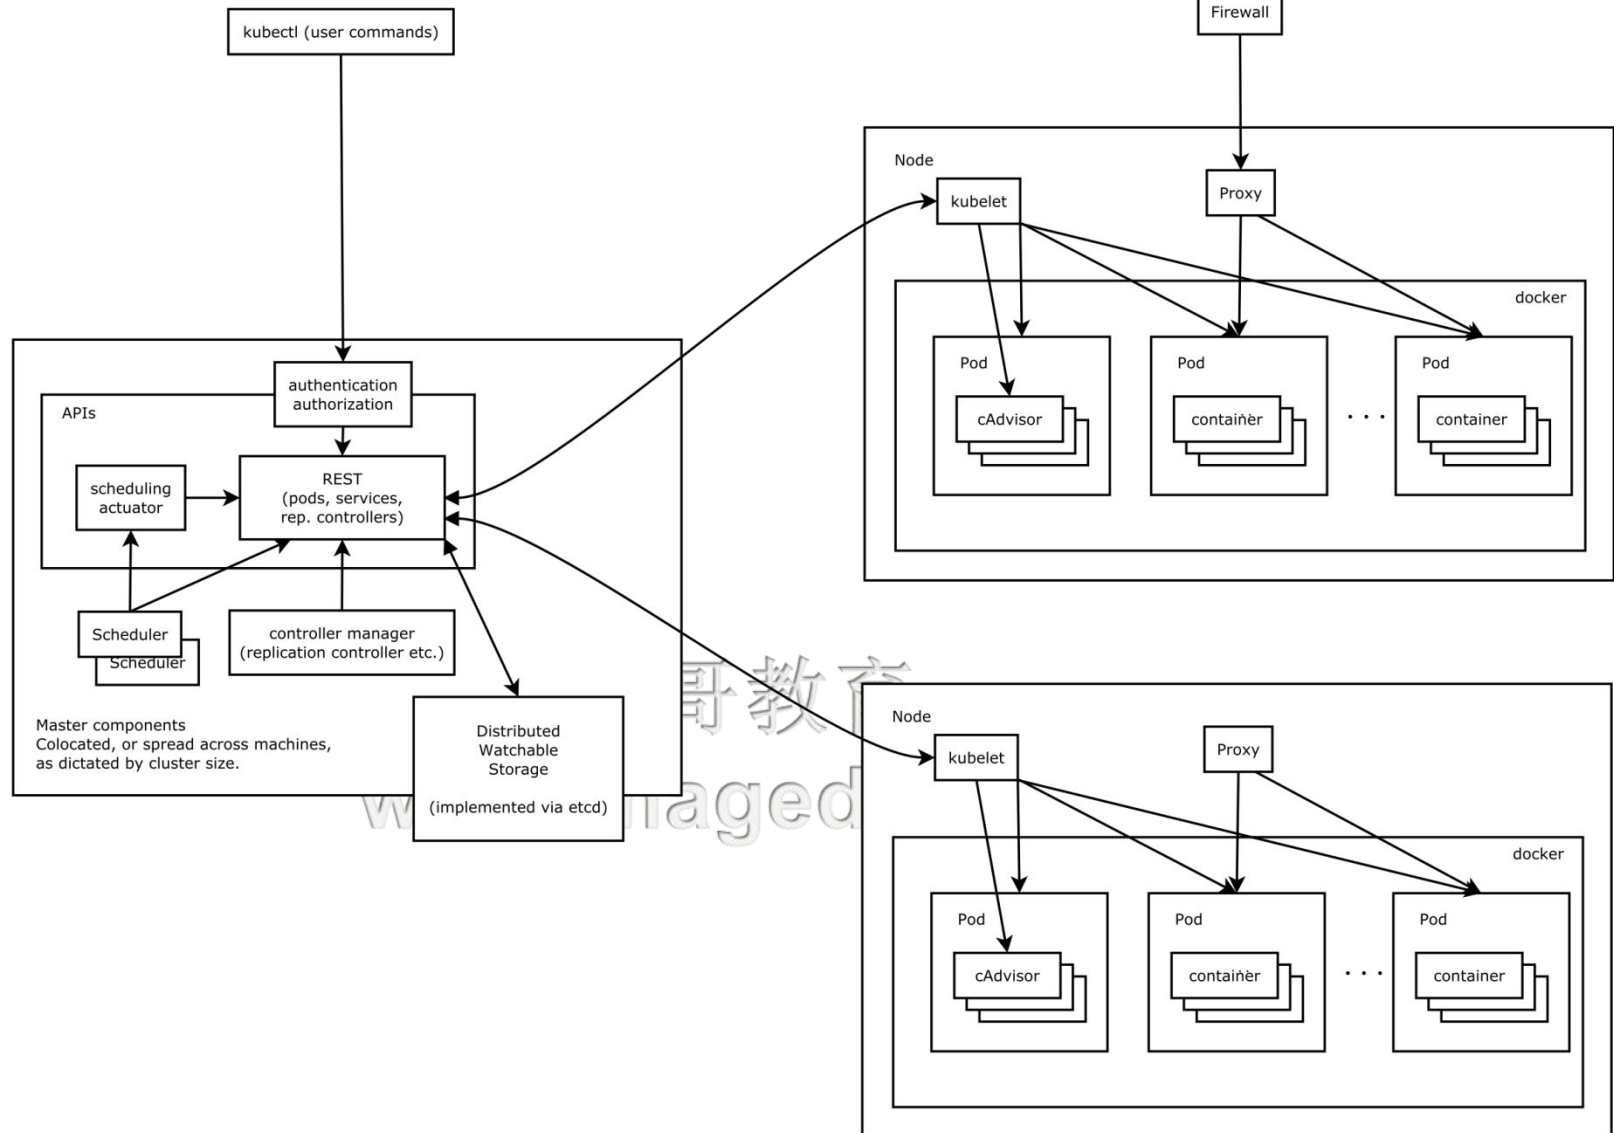 kubectl (user commands)
Firewall
Node
kubelet
Proxy
docker
Pod
cAdvisor
Pod
container
. . .
Pod
container
authentication
authorization
APIs
scheduling
actuator
REST
(pods, services,
rep. controllers)
Scheduler
Scheduler
controller manager
(replication controller etc.)
Master components
Colocated, or spread across machines,
as dictated by cluster size.
Distributed
Watchable
Storage
(implemented via etcd)
哥教育
Node
kubelet
Proxy
docker
Pod
cAdvisor
Pod
container
. . .
Pod
container